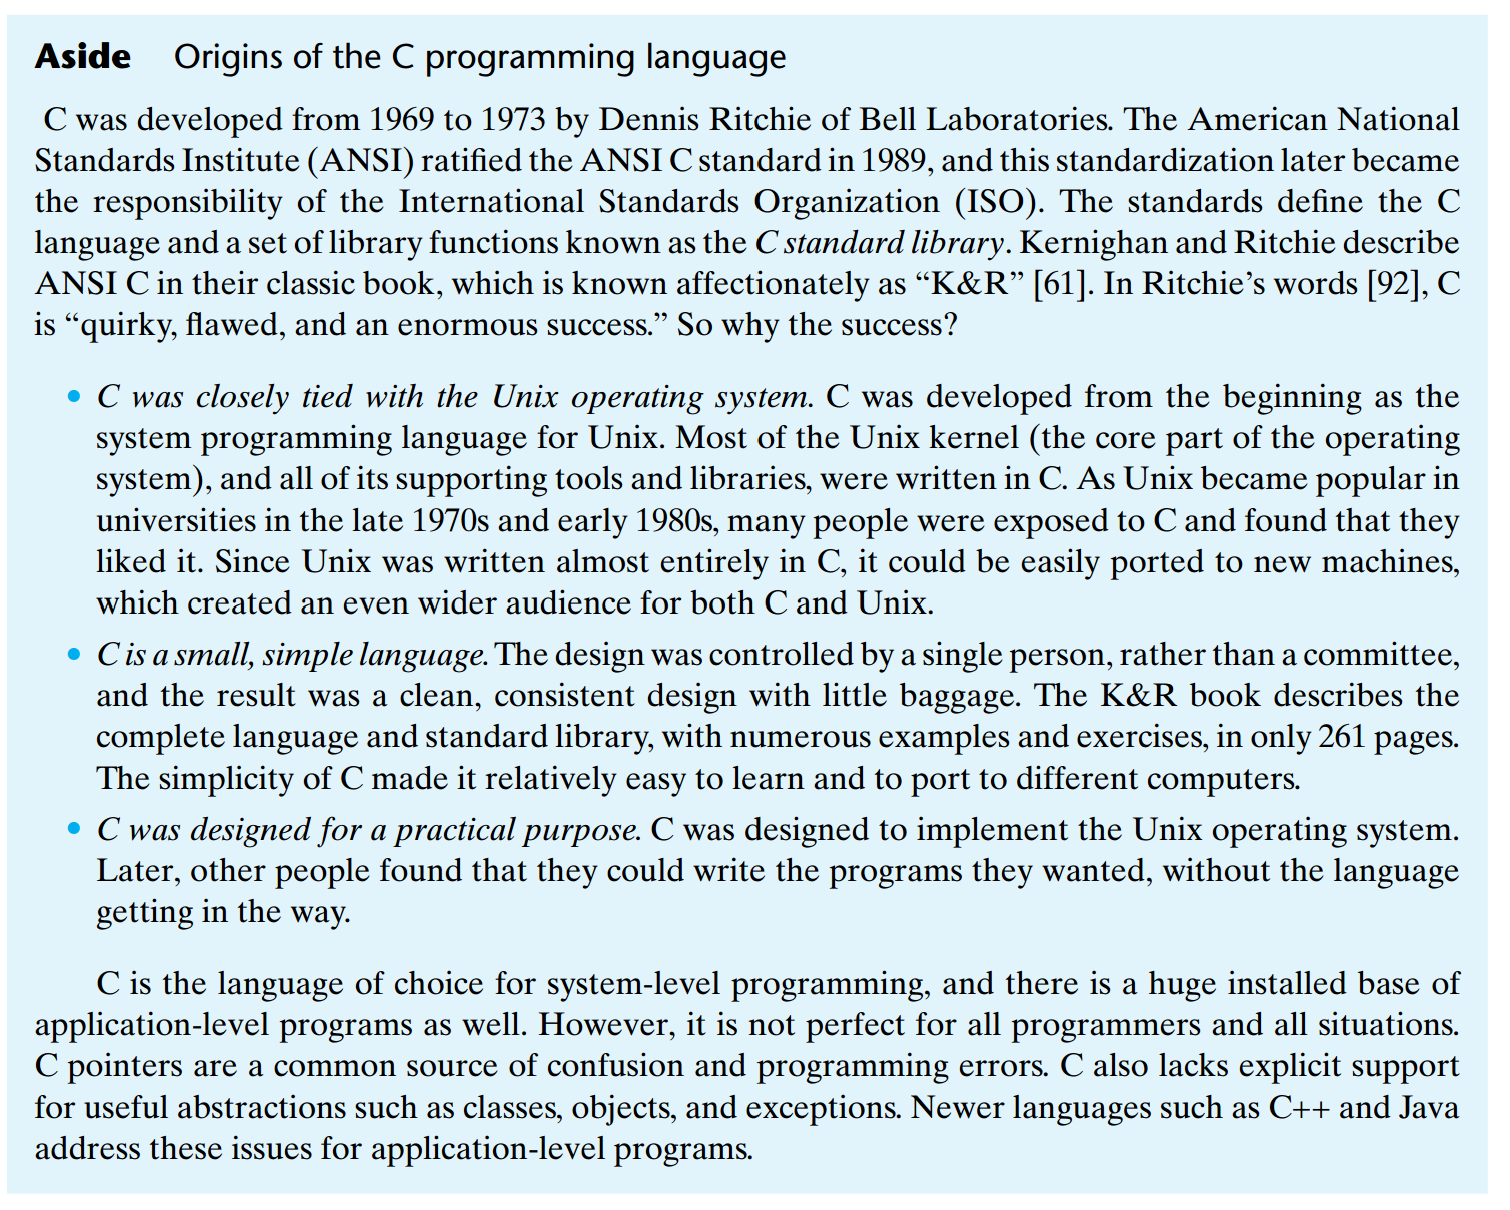 Aside Origins of the C programming language
C was developed from 1969 to 1973 by Dennis Ritchie of Bell Laboratories. The American National
Standards Institute (ANSI) ratified the ANSI C standard in 1989, and this standardization later became
the responsibility of the International Standards Organization (ISO). The standards define the C
language and a set of library functions known as the C standard library. Kernighan and Ritchie describe
ANSI C in their classic book, which is known affectionately as “K&R” [61]. In Ritchie’s words [92], C
is “quirky, flawed, and an enormous success.” So why the success?
• C was closely tied with the Unix operating system. C was developed from the beginning as the
system programming language for Unix. Most of the Unix kernel (the core part of the operating
system), and all of its supporting tools and libraries, were written in C. As Unix became popular in
universities in the late 1970s and early 1980s, many people were exposed to C and found that they
liked it. Since Unix was written almost entirely in C, it could be easily ported to new machines,
which created an even wider audience for both C and Unix.
• C is a small, simple language. The design was controlled by a single person, rather than a committee,
and the result was a clean, consistent design with little baggage. The K&R book describes the
complete language and standard library, with numerous examples and exercises, in only 261 pages.
The simplicity of C made it relatively easy to learn and to port to different computers.
• C was designed for a practical purpose. C was designed to implement the Unix operating system.
Later, other people found that they could write the programs they wanted, without the language
getting in the way.
C is the language of choice for system-level programming, and there is a huge installed base of
application-level programs as well. However, it is not perfect for all programmers and all situations.
C pointers are a common source of confusion and programming errors. C also lacks explicit support
for useful abstractions such as classes, objects, and exceptions. Newer languages such as C++ and Java
address these issues for application-level programs.